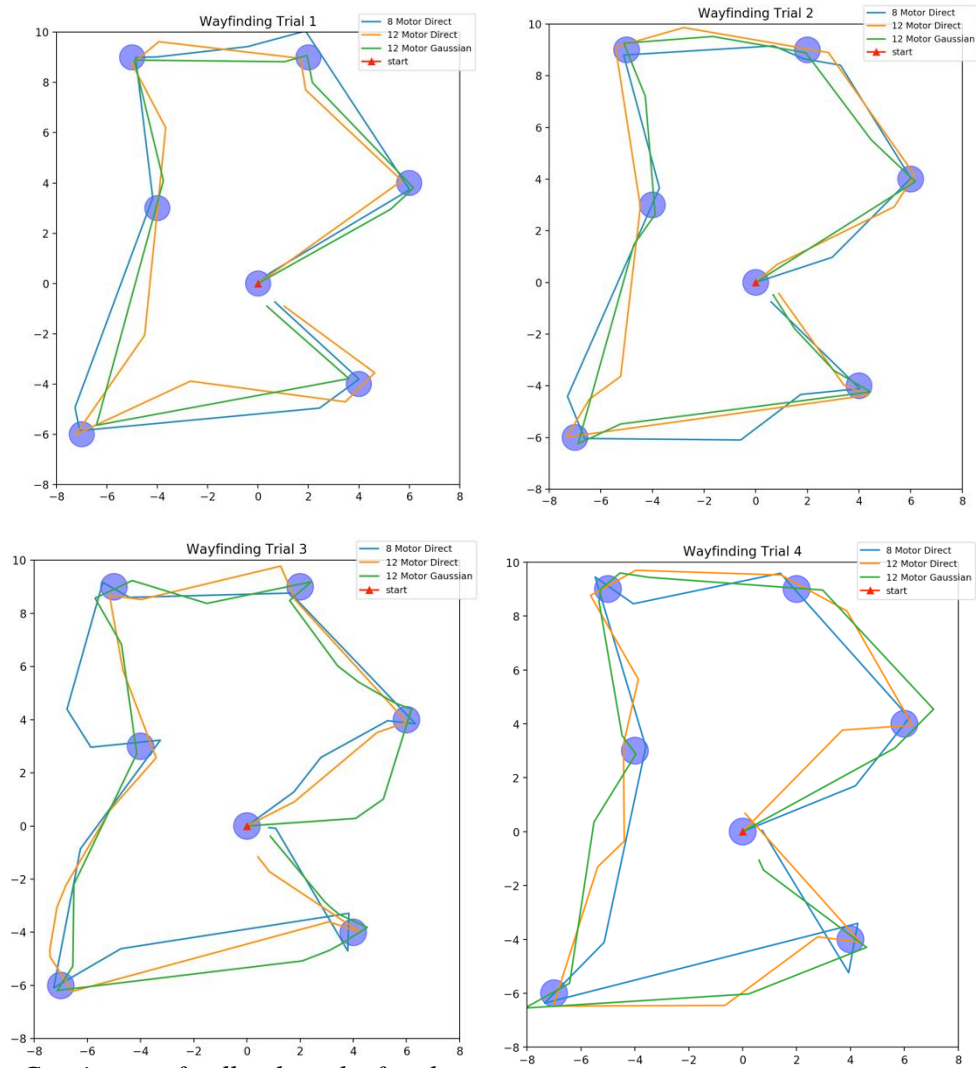 Wayfinding Trial 1
8 Motor Direct
12 Motor Direct
12 Motor Gaussian
start
10
8
6
4
2
0
−2
−4
−6
−8
−8 −6 −4 −2 0 2 4 6 8
Wayfinding Trial 2
8 Motor Direct
12 Motor Direct
12 Motor Gaussian
start
10
8
6
4
2
0
−2
−4
−6
−8
−8 −6 −4 −2 0 2 4 6 8
Wayfinding Trial 3
8 Motor Direct
12 Motor Direct
12 Motor Gaussian
start
10
8
6
4
2
0
−2
−4
−6
−8
−8 −6 −4 −2 0 2 4 6 8
Wayfinding Trial 4
8 Motor Direct
12 Motor Direct
12 Motor Gaussian
start
10
8
6
4
2
0
−2
−4
−6
−8
−8 −6 −4 −2 0 2 4 6 8